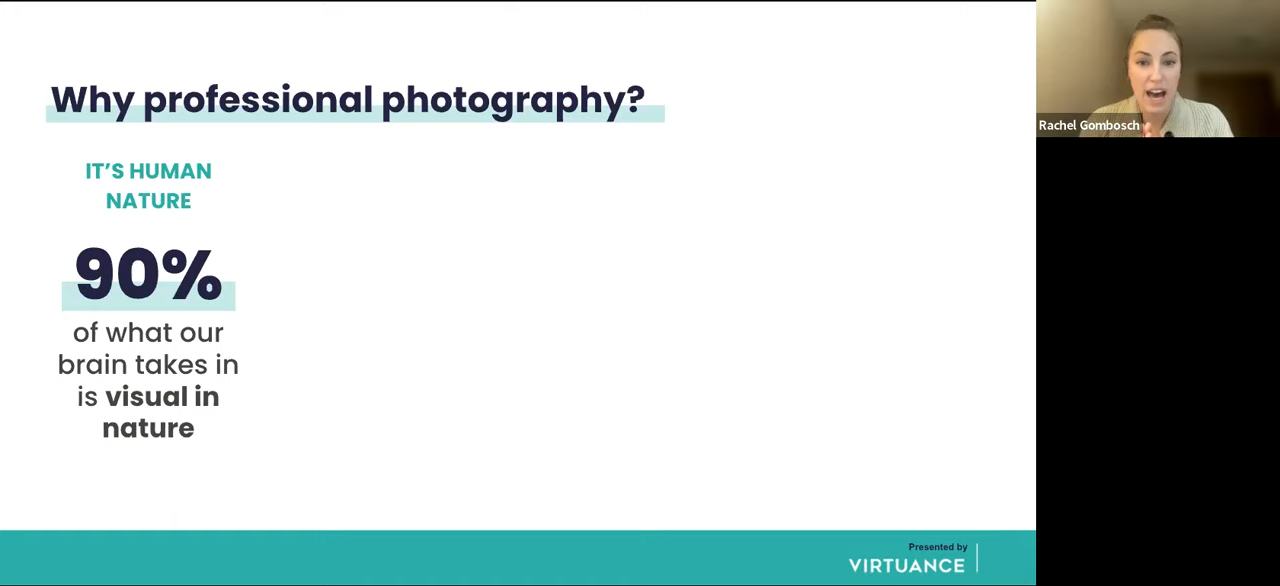 Why professional photography?
IT’S HUMAN
NATURE
90%
of what our
brain takes in
is visual in
nature
Presented by
VIRTUANCE
Rachel Gombosch